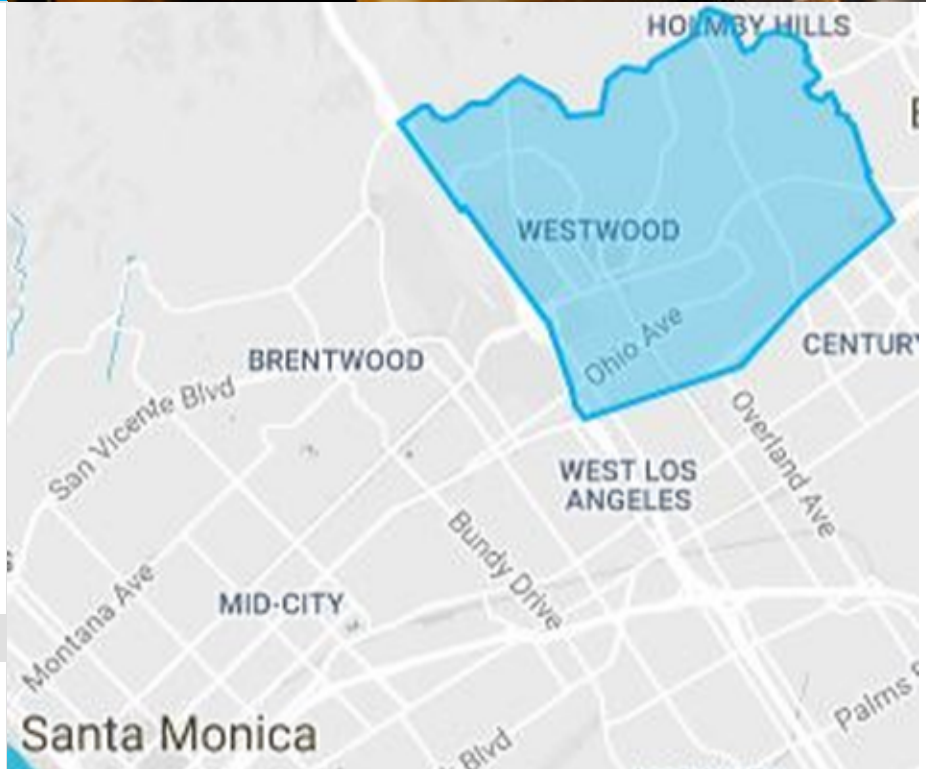 HOLMBY HILLS
WESTWOOD
Ohio Ave
BRENTWOOD
CENTURY
San Vicente Blvd
Overland Ave
WEST LOS
ANGELES
Bundy Drive
Montana Ave
MID-CITY
Palms
Santa Monica
Blvd